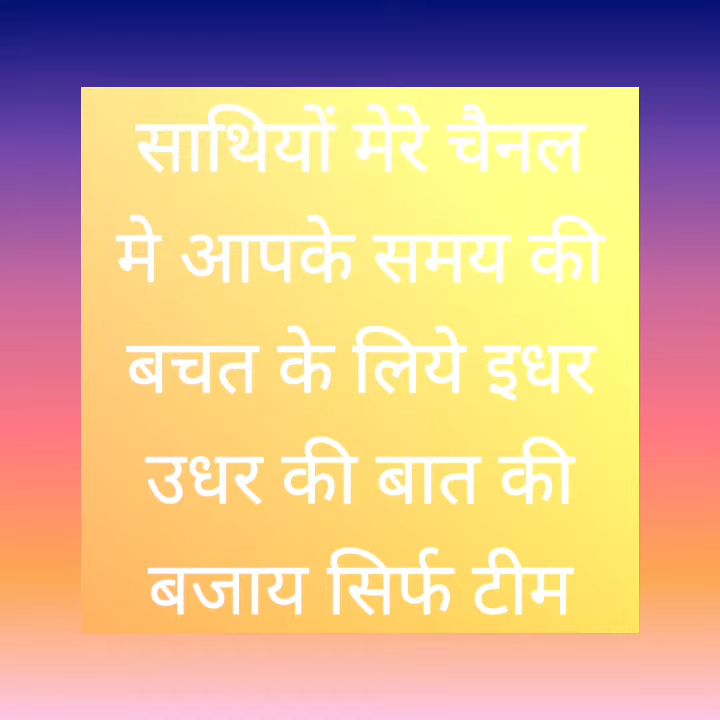 साथियों मेरे चैनल
मे आपके समय की
बचत के लिये इधर
उधर की बात की
बजाय सिर्फ टीम